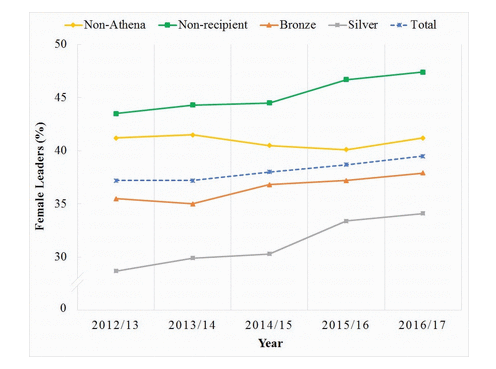 Non-Athena Non-recipient Bronze Silver Total
50
45
40
35
30
0
Female Leaders (%)
2012/13 2013/14 2014/15 2015/16 2016/17
Year